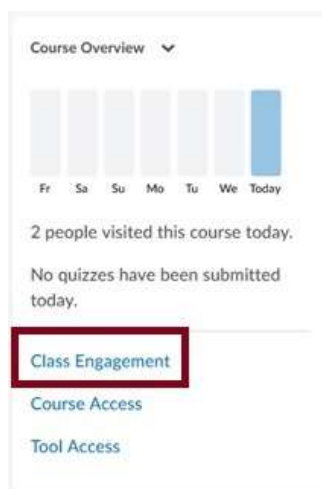 Course Overview
Fr Sa Su Mo Tu We Today
2 people visited this course today.
No quizzes have been submitted
today.
Class Engagement
Course Access
Tool Access